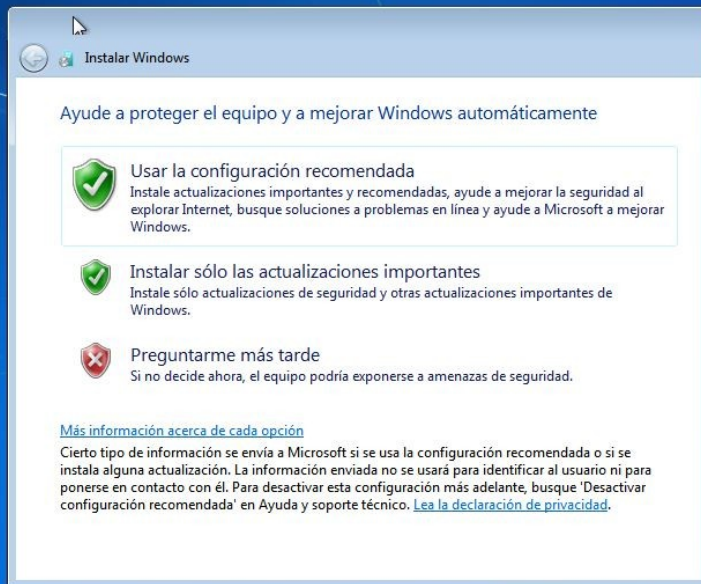 Instalar Windows
Ayude a proteger el equipo y a mejorar Windows automáticamente
Usar la configuración recomendada
Instale actualizaciones importantes y recomendadas, ayude a mejorar la seguridad al
explorar Internet, busque soluciones a problemas en línea y ayude a Microsoft a mejorar
Windows.
Instalar sólo las actualizaciones importantes
Instale sólo actualizaciones de seguridad y otras actualizaciones importantes de
Windows.
Preguntarme más tarde
Si no decide ahora, el equipo podría exponerse a amenazas de seguridad.
Más información acerca de cada opción
Cierto tipo de información se envía a Microsoft si se usa la configuración recomendada o si se
instala alguna actualización. La información enviada no se usará para identificar al usuario ni para
ponerse en contacto con él. Para desactivar esta configuración más adelante, busque 'Desactivar
configuración recomendada' en Ayuda y soporte técnico. Lea la declaración de privacidad.